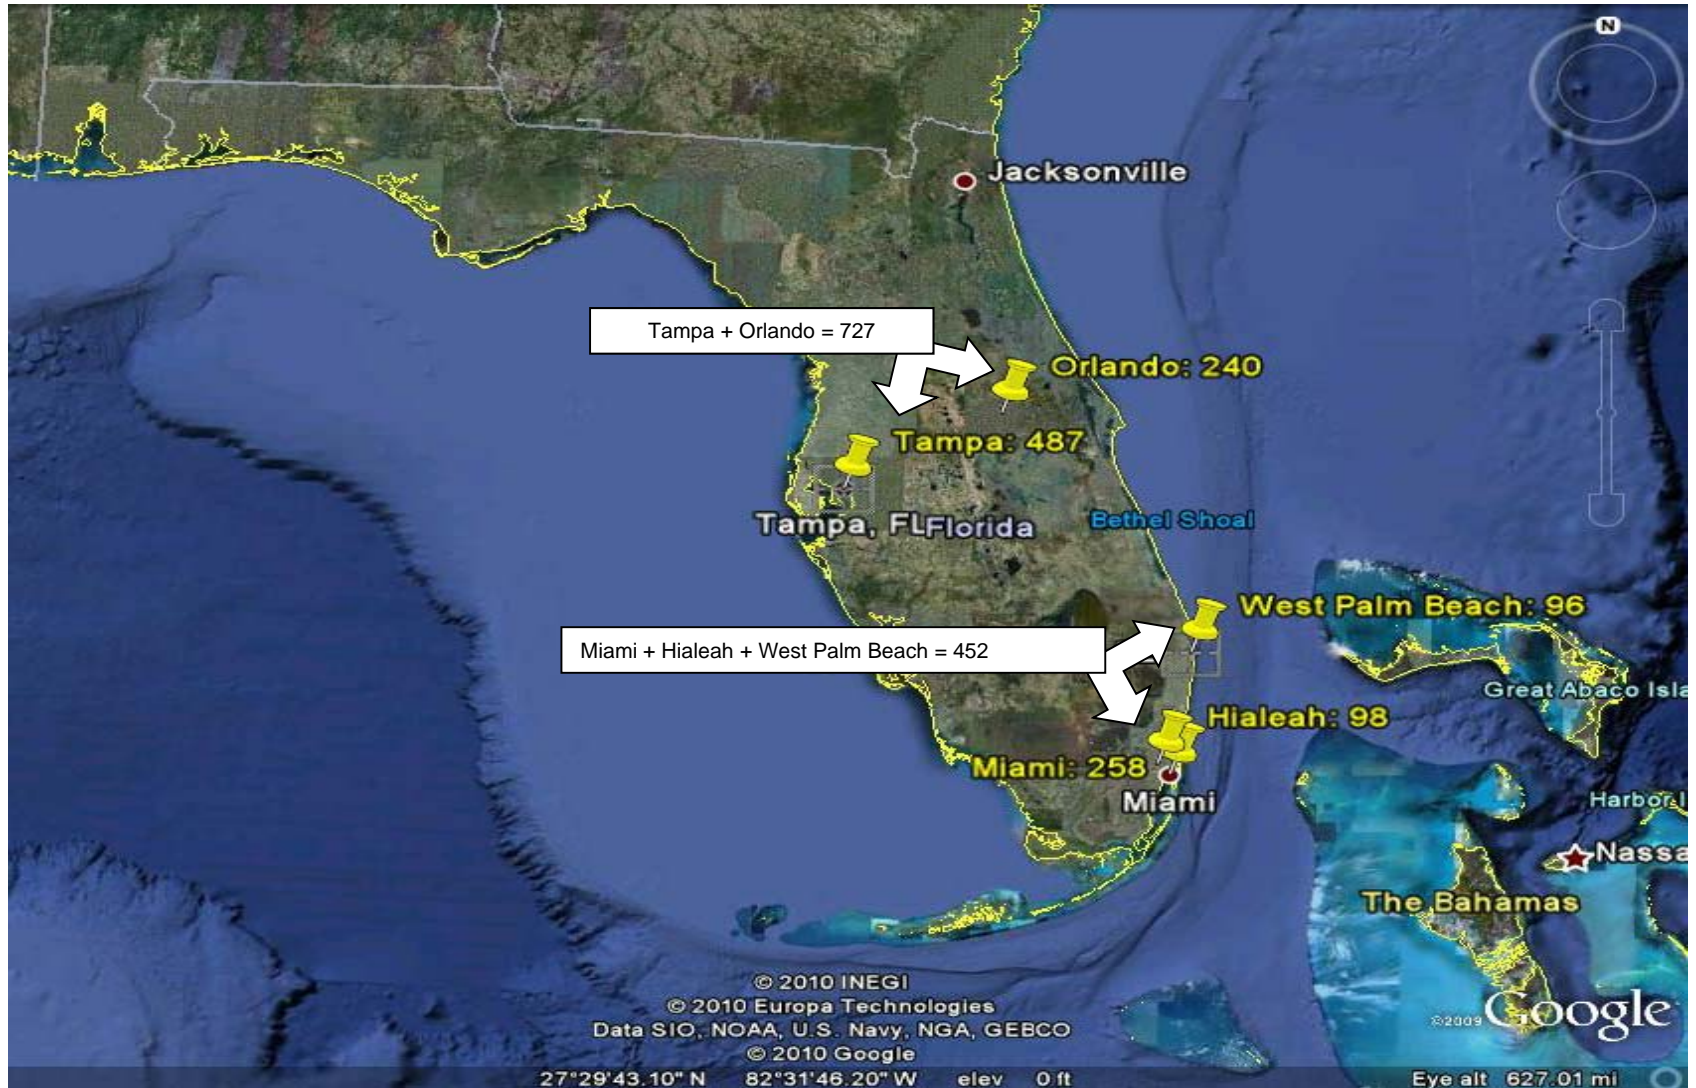 N
Jacksonville
Tampa + Orlando = 727
Orlando: 240
Tampa: 487
Tampa, FL
Florida
Bethel Shoal
West Palm Beach: 96
Miami + Hialeah + West Palm Beach = 452
Great Abaco Isla
Hialeah: 98
Miami: 258
Miami
Harbor I
Nassa
The Bahamas
© 2010 INEGI
© 2010 Europa Technologies
Data SIO, NOAA, U.S. Navy, NGA, GEBCO
© 2010 Google
©2009 Google
27°29'43.10" N 82°31'46.20" W elev 0 ft Eye alt 627.01 mi